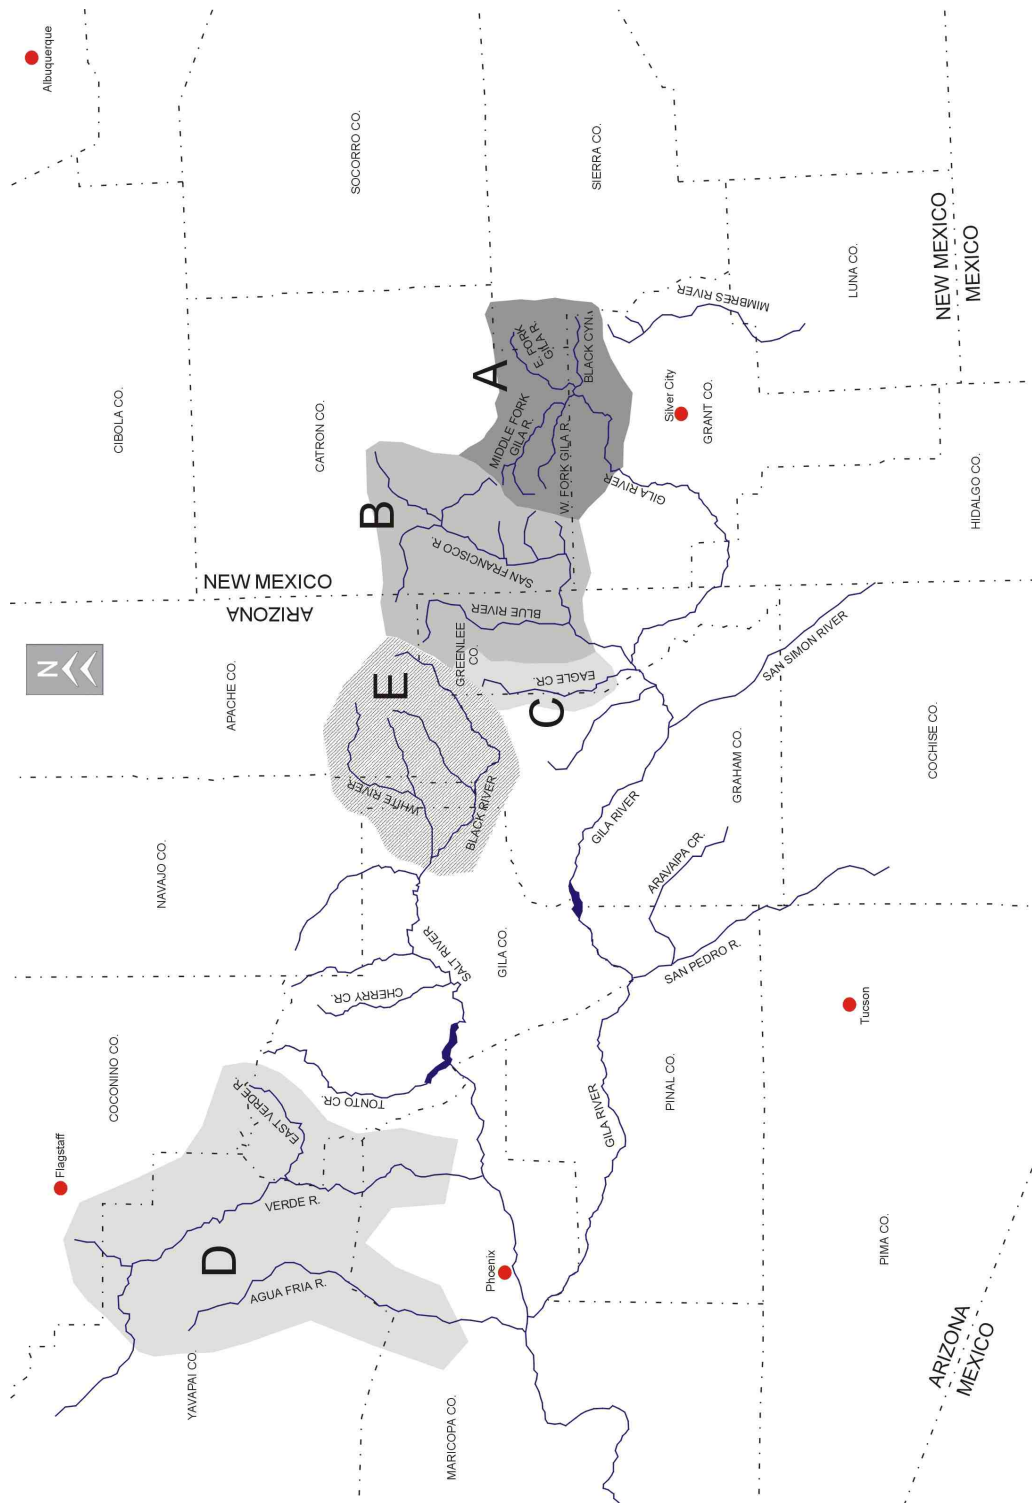 Flagstaff
Albuquerque
COCONINO CO.
NAVAJO CO.
APACHE CO.
CIBOLA CO.
N
YAVAPAI CO.
D
EAST VERDE R.
VERDE R.
AGUA FRIA R.
TONTO CR.
CHERRY CR.
SALT RIVER
WHITE RIVER
BLACK RIVER
E
ARIZONA
NEW MEXICO
CATRON CO.
SOCORRO CO.
B
SAN FRANCISCO R.
BLUE RIVER
GREENLEE
CO.
EAGLE CR.
C
A
MIDDLE FORK
GILA R.
E. FORK
GILA R.
W. FORK GILA R.
BLACK CYN.
SIERRA CO.
MARICOPA CO.
Phoenix
GILA CO.
GILA RIVER
GILA RIVER
GILA RIVER
Silver City
GRANT CO.
MIMBRES RIVER
PINAL CO.
SAN PEDRO R.
ARAVAIPA CR.
GRAHAM CO.
SAN SIMON RIVER
LUNA CO.
Tucson
PIMA CO.
COCHISE CO.
HIDALGO CO.
NEW MEXICO
MEXICO
ARIZONA
MEXICO